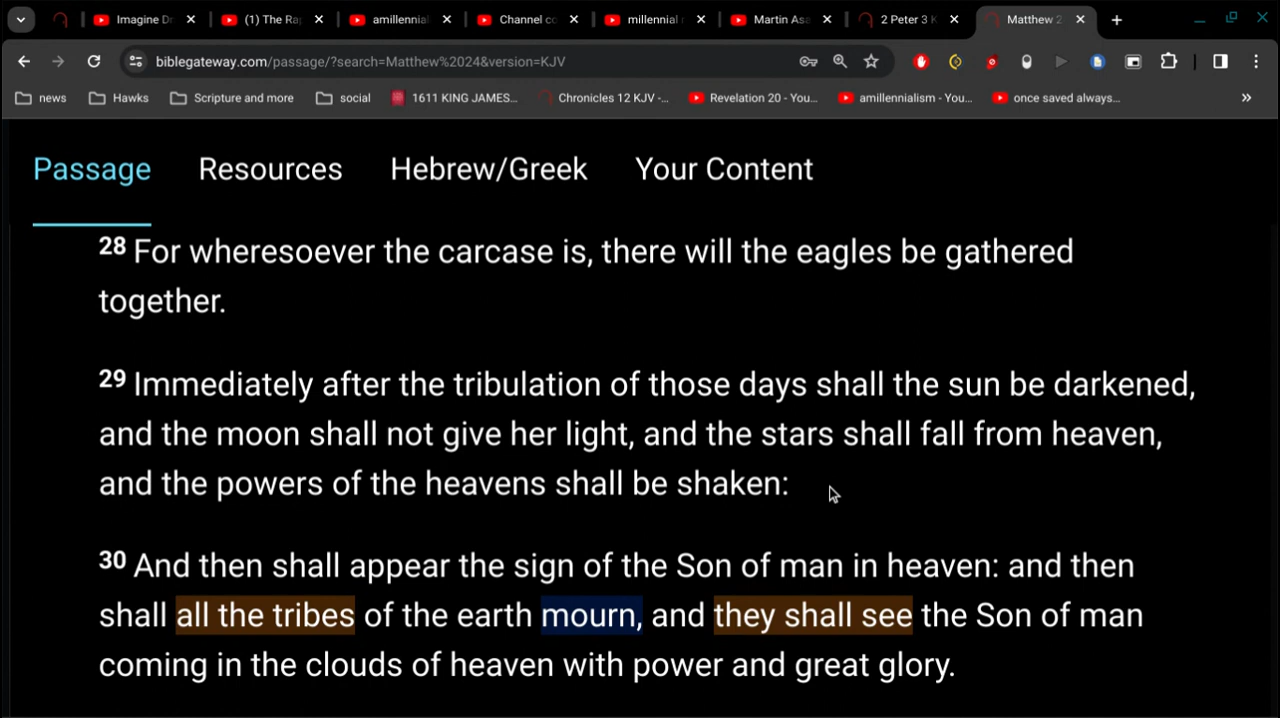 Imagine Dr
(1) The Ra
amillennial
Channel co
millennial
Martin Asa
2 Peter 3 K
Matthew 2
biblegateway.com/passage/?search=Matthew%2024&version=KJV
news
Hawks
Scripture and more
social
1611 KING JAMES...
Chronicles 12 KJV -...
Revelation 20 - You...
amillennialism - You...
once saved always...
»
Passage Resources Hebrew/Greek Your Content
28 For wheresoever the carcase is, there will the eagles be gathered
together.
29 Immediately after the tribulation of those days shall the sun be darkened,
and the moon shall not give her light, and the stars shall fall from heaven,
and the powers of the heavens shall be shaken:
30 And then shall appear the sign of the Son of man in heaven: and then
shall all the tribes of the earth mourn, and they shall see the Son of man
coming in the clouds of heaven with power and great glory.